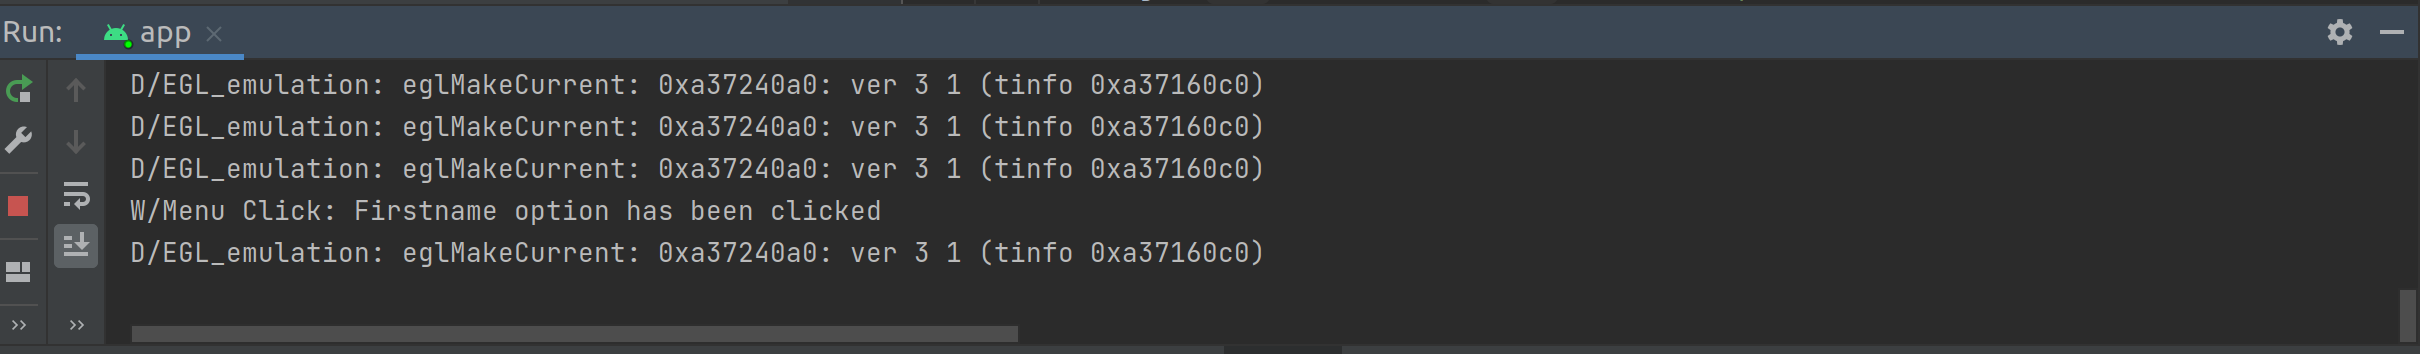 Run: app
D/EGL_emulation: eglMakeCurrent: 0xa37240a0: ver 3 1 (tinfo 0xa37160c0)
D/EGL_emulation: eglMakeCurrent: 0xa37240a0: ver 3 1 (tinfo 0xa37160c0)
D/EGL_emulation: eglMakeCurrent: 0xa37240a0: ver 3 1 (tinfo 0xa37160c0)
W/Menu Click: Firstname option has been clicked
D/EGL_emulation: eglMakeCurrent: 0xa37240a0: ver 3 1 (tinfo 0xa37160c0)